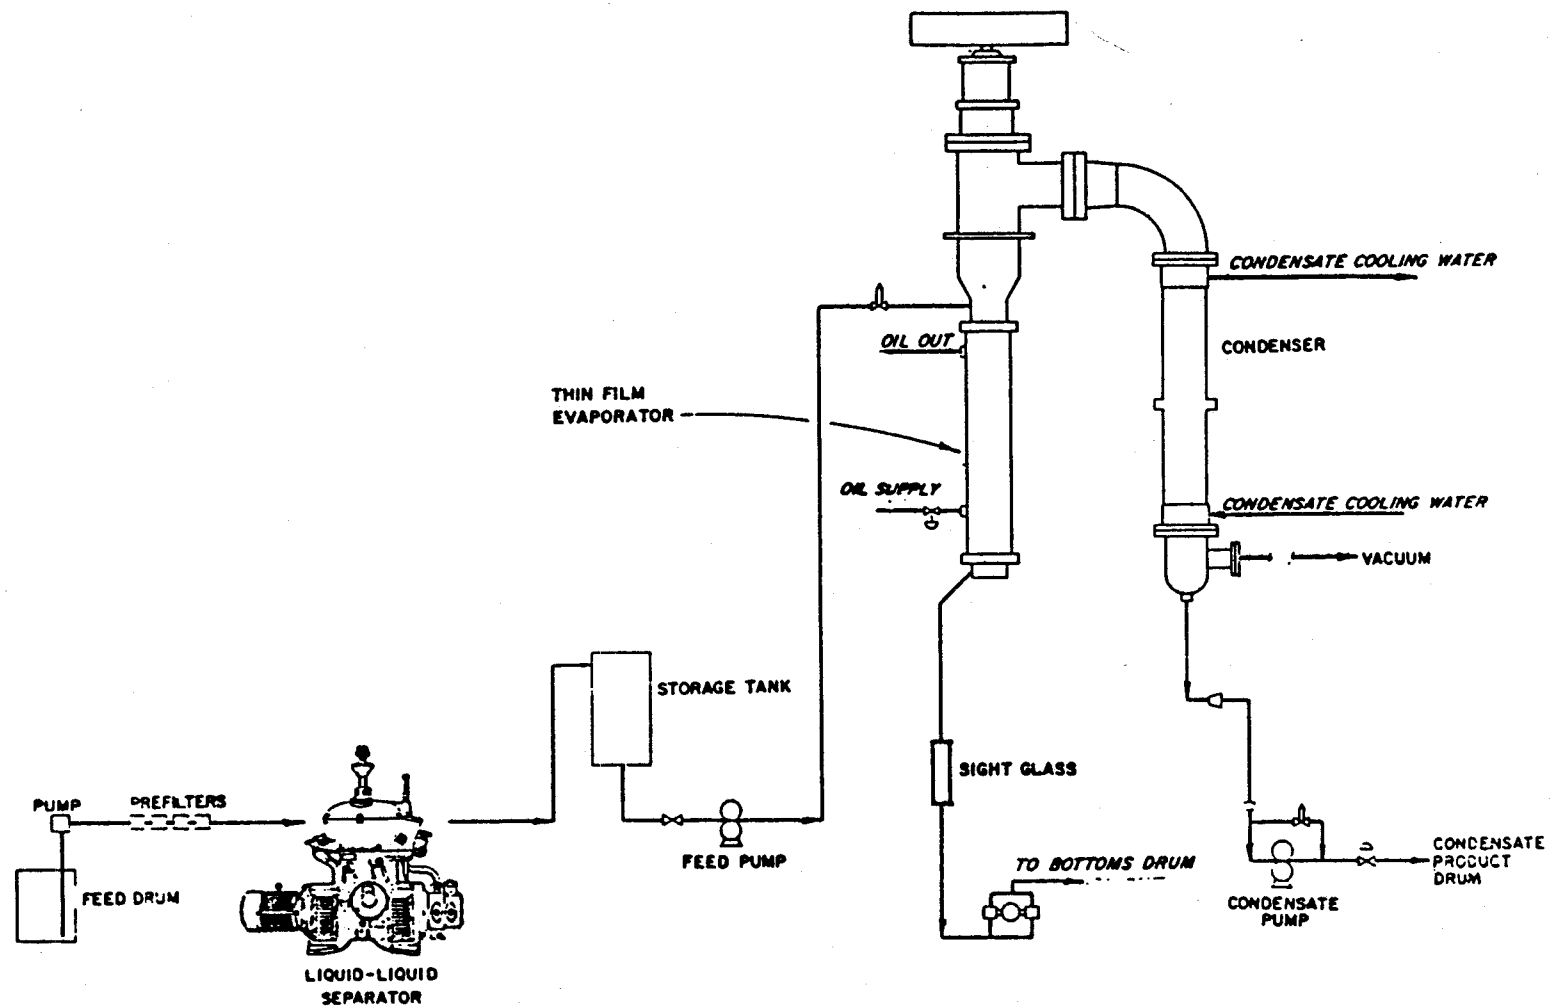 CONDENSATE COOLING WATER
OIL OUT
CONDENSER
THIN FILM
EVAPORATOR
OIL SUPPLY
CONDENSATE COOLING WATER
VACUUM
STORAGE TANK
SIGHT GLASS
PUMP
PREFILTERS
FEED PUMP
TO BOTTOMS DRUM
CONDENSATE
PRODUCT
DRUM
FEED DRUM
CONDENSATE
PUMP
LIQUID-LIQUID
SEPARATOR